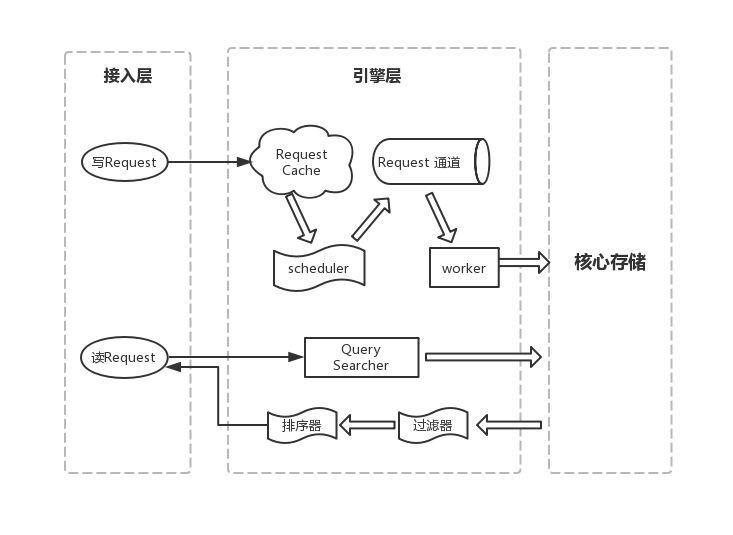 接入层
引擎层
写Request
Request
Cache
Request 通道
scheduler
worker
核心存储
读Request
Query
Searcher
排序器
过滤器